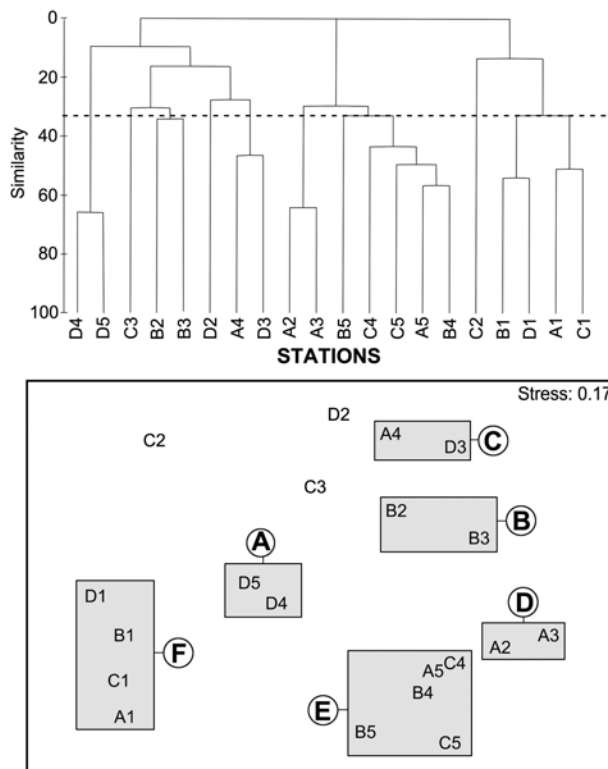 0
20
40
60
80
100
Similarity
D4 D5 C3 B2 B3 D2 A4 D3 A2 A3 B5 C4 C5 A5 B4 C2 B1 D1 A1 C1
STATIONS
Stress: 0.17
D2
C2
A4
D3
C
C3
B2
B3
B
A
D5
D4
D
A3
A2
D1
B1
F
C1
A1
C4
A5
B4
E
B5
C5